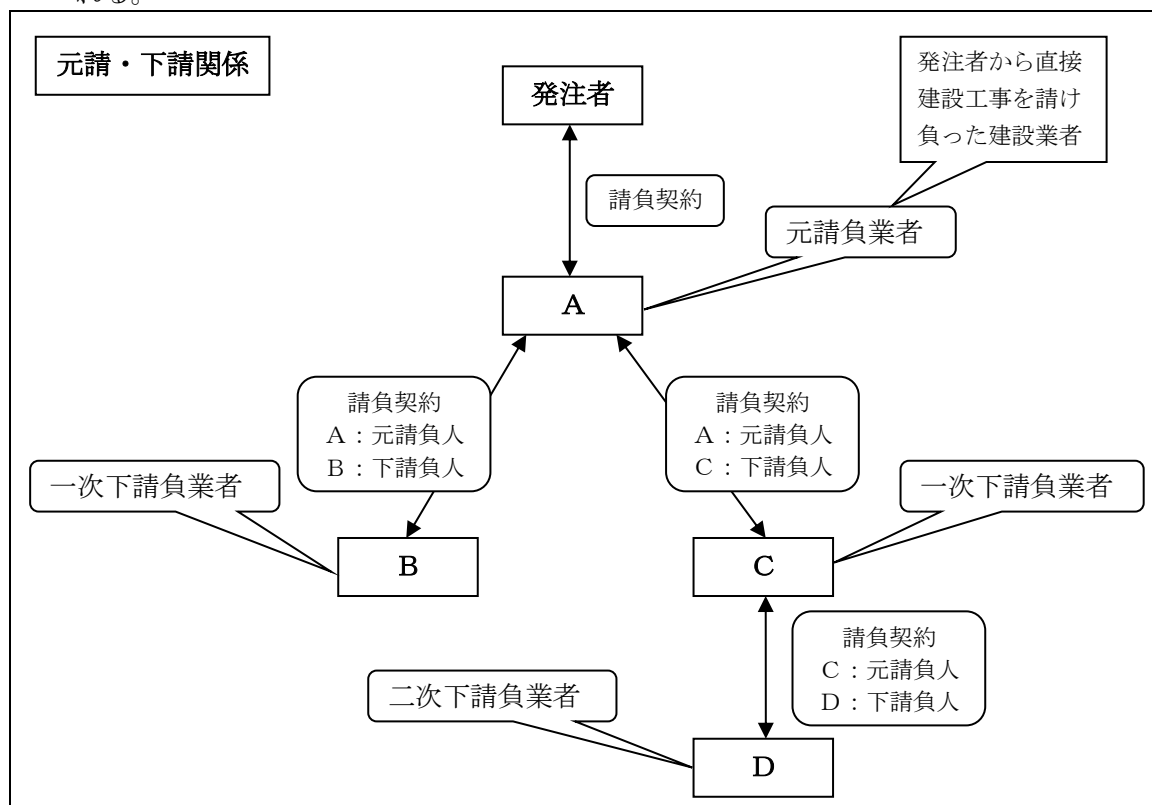 れる。
元請・下請関係
発注者
発注者から直接
建設工事を請け
負った建設業者
請負契約
元請負業者
A
請負契約
A:元請負人
B:下請負人
請負契約
A:元請負人
C:下請負人
一次下請負業者
一次下請負業者
B
C
請負契約
C:元請負人
D:下請負人
二次下請負業者
D